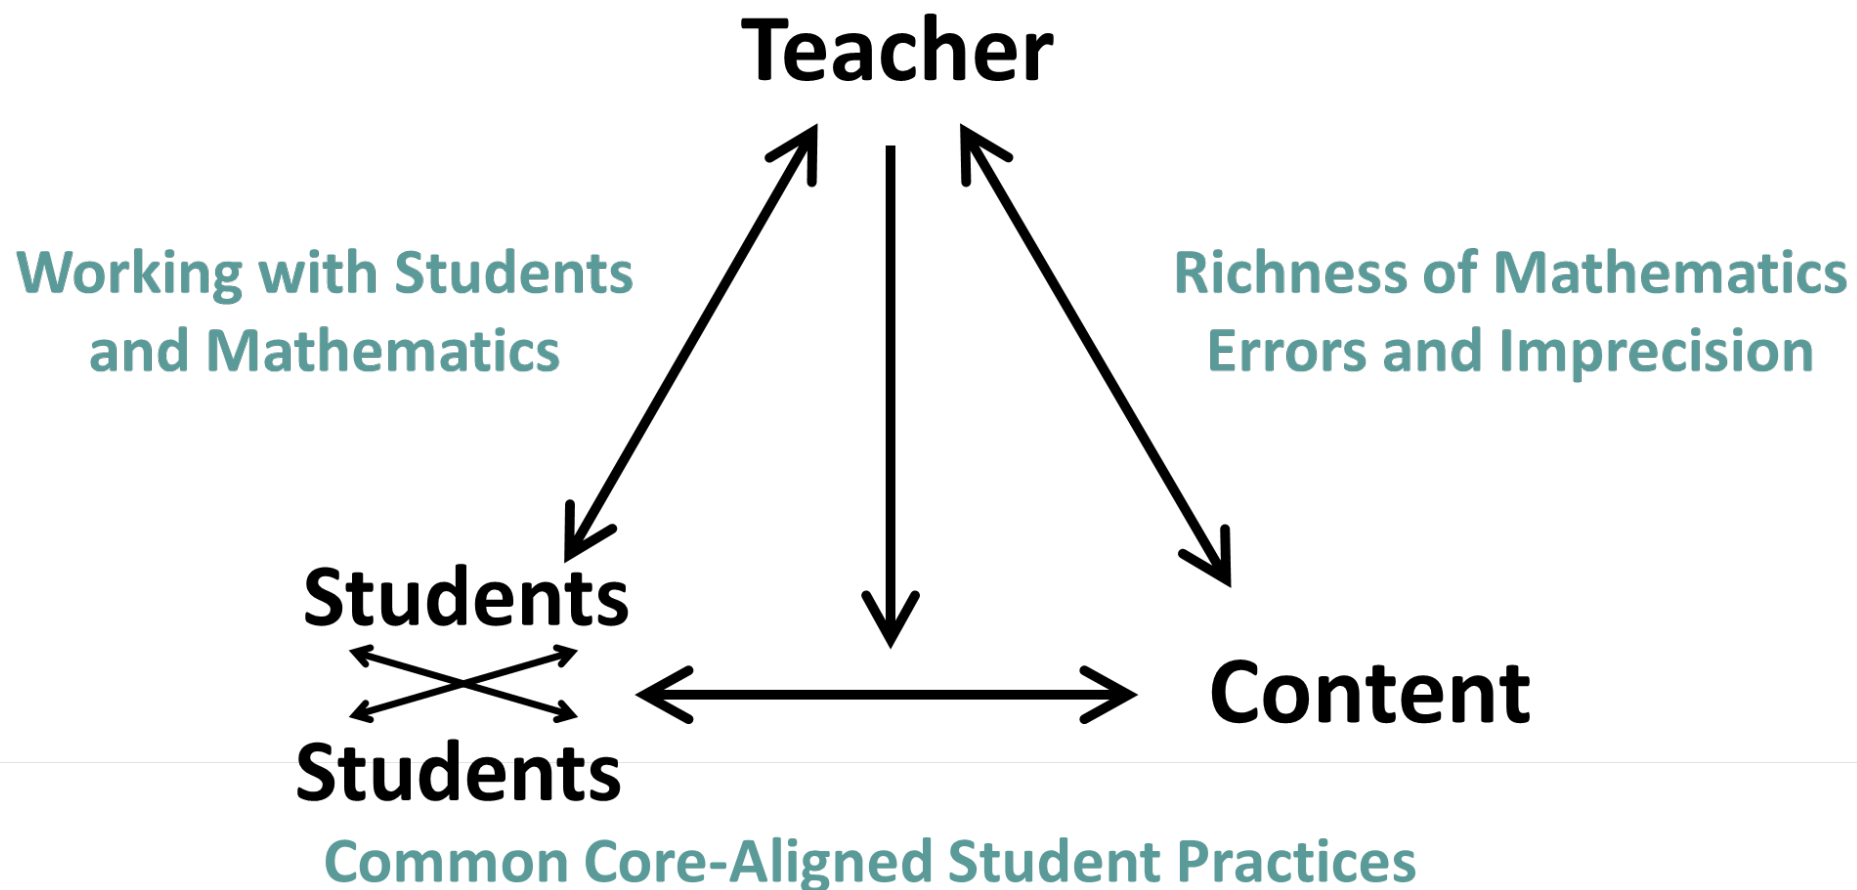 Teacher
Working with Students
and Mathematics
Richness of Mathematics
Errors and Imprecision
Students
Students
Content
Common Core-Aligned Student Practices